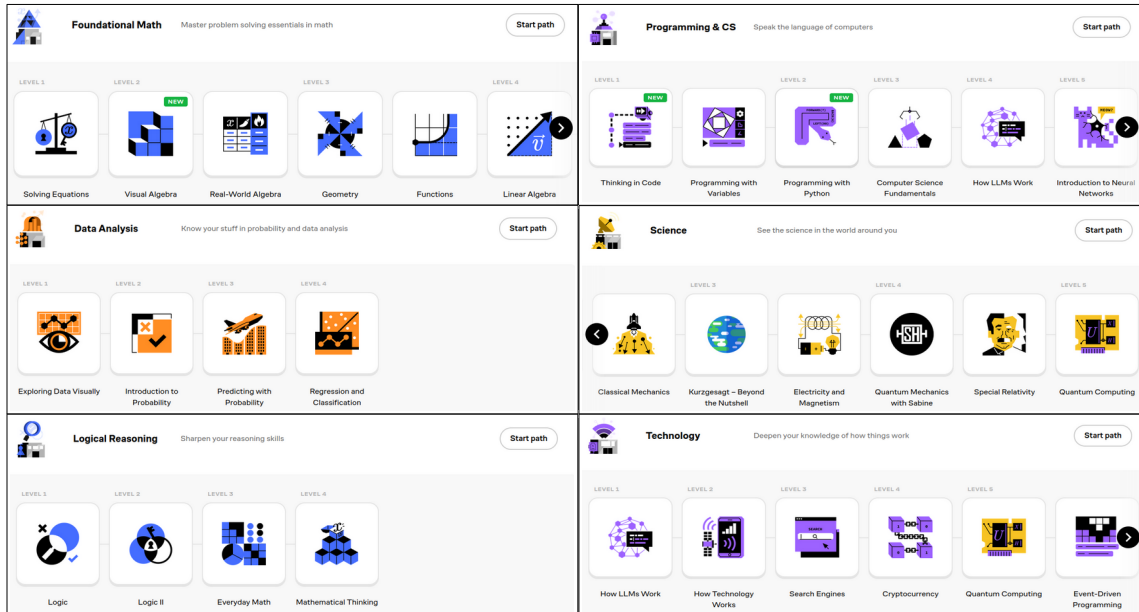 Foundational Math
Master problem solving essentials in math
Start path
LEVEL 1
LEVEL 2
LEVEL 3
LEVEL 4
NEW
x
x
v
Solving Equations
Visual Algebra
Real-World Algebra
Geometry
Functions
Linear Algebra
Programming & CS
Speak the language of computers
Start path
LEVEL 1
LEVEL 2
LEVEL 3
LEVEL 4
LEVEL 5
NEW
NEW
Thinking in Code
Programming with
Variables
Programming with
Python
Computer Science
Fundamentals
How LLMs Work
Introduction to Neural
Networks
Data Analysis
Know your stuff in probability and data analysis
Start path
LEVEL 1
LEVEL 2
LEVEL 3
LEVEL 4
Exploring Data Visually
Introduction to
Probability
Predicting with
Probability
Regression and
Classification
Science
See the science in the world around you
Start path
LEVEL 3
LEVEL 4
LEVEL 5
SH
U
Classical Mechanics
Kurzgesagt – Beyond
the Nutshell
Electricity and
Magnetism
Quantum Mechanics
with Sabine
Special Relativity
Quantum Computing
Logical Reasoning
Sharpen your reasoning skills
Start path
LEVEL 1
LEVEL 2
LEVEL 3
LEVEL 4
Logic
Logic II
Everyday Math
Mathematical Thinking
Technology
Deepen your knowledge of how things work
Start path
LEVEL 1
LEVEL 2
LEVEL 3
LEVEL 4
LEVEL 5
SEARCH
U
How LLMs Work
How Technology
Works
Search Engines
Cryptocurrency
Quantum Computing
Event-Driven
Programming